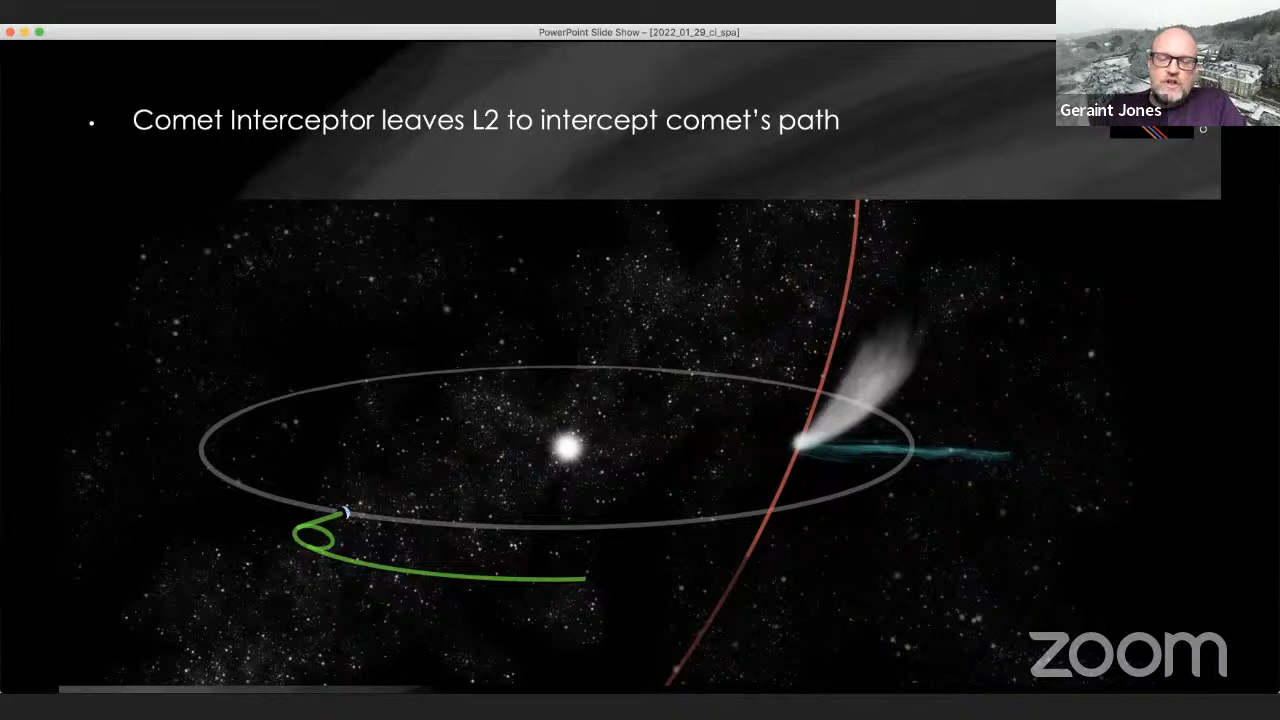 PowerPoint Slide Show – [2022_01_29_ci_spa]
Geraint Jones
• Comet Interceptor leaves L2 to intercept comet's path
zoom